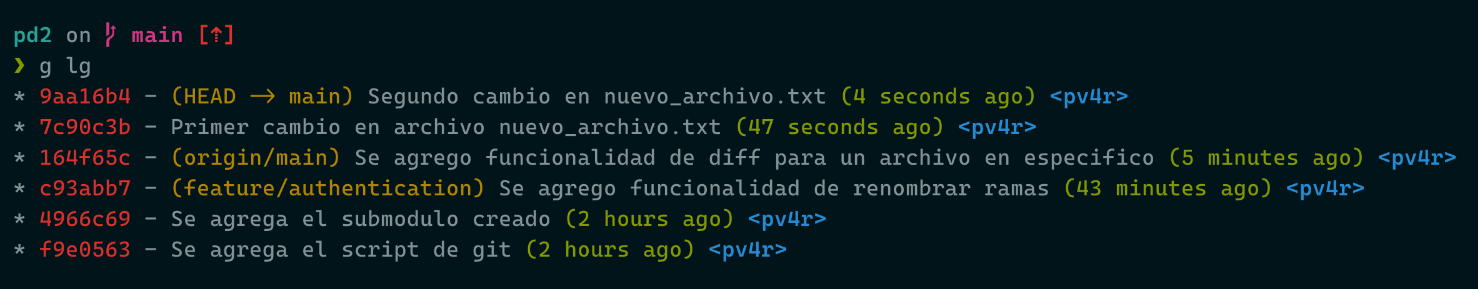 pd2 on main [⇡]
❯ g lg
* 9aa16b4 - (HEAD -> main) Segundo cambio en nuevo_archivo.txt (4 seconds ago) <pv4r>
* 7c90c3b - Primer cambio en archivo nuevo_archivo.txt (47 seconds ago) <pv4r>
* 164f65c - (origin/main) Se agrego funcionalidad de diff para un archivo en especifico (5 minutes ago) <pv4r>
* c93abb7 - (feature/authentication) Se agrego funcionalidad de renombrar ramas (43 minutes ago) <pv4r>
* 4966c69 - Se agrega el submodulo creado (2 hours ago) <pv4r>
* f9e0563 - Se agrega el script de git (2 hours ago) <pv4r>